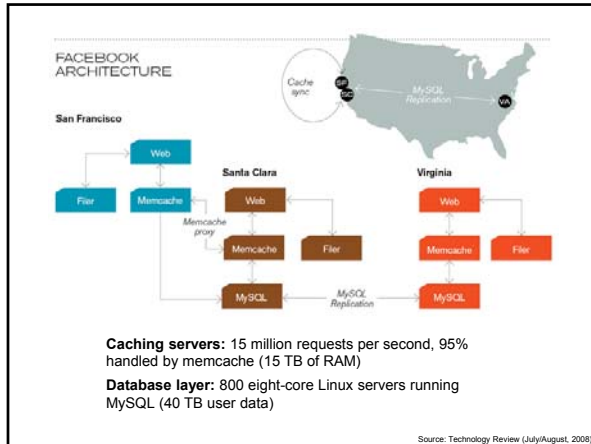 FACEBOOK
ARCHITECTURE
Cache
sync
SF
SC
MySQL
Replication
VA
San Francisco
Web
Filer
Memcache
Memcache
proxy
Santa Clara
Web
Memcache
Filer
MySQL
MySQL
Replication
Virginia
Web
Memcache
Filer
MySQL
Caching servers: 15 million requests per second, 95%
handled by memcache (15 TB of RAM)
Database layer: 800 eight-core Linux servers running
MySQL (40 TB user data)
Source: Technology Review (July/August, 2008)